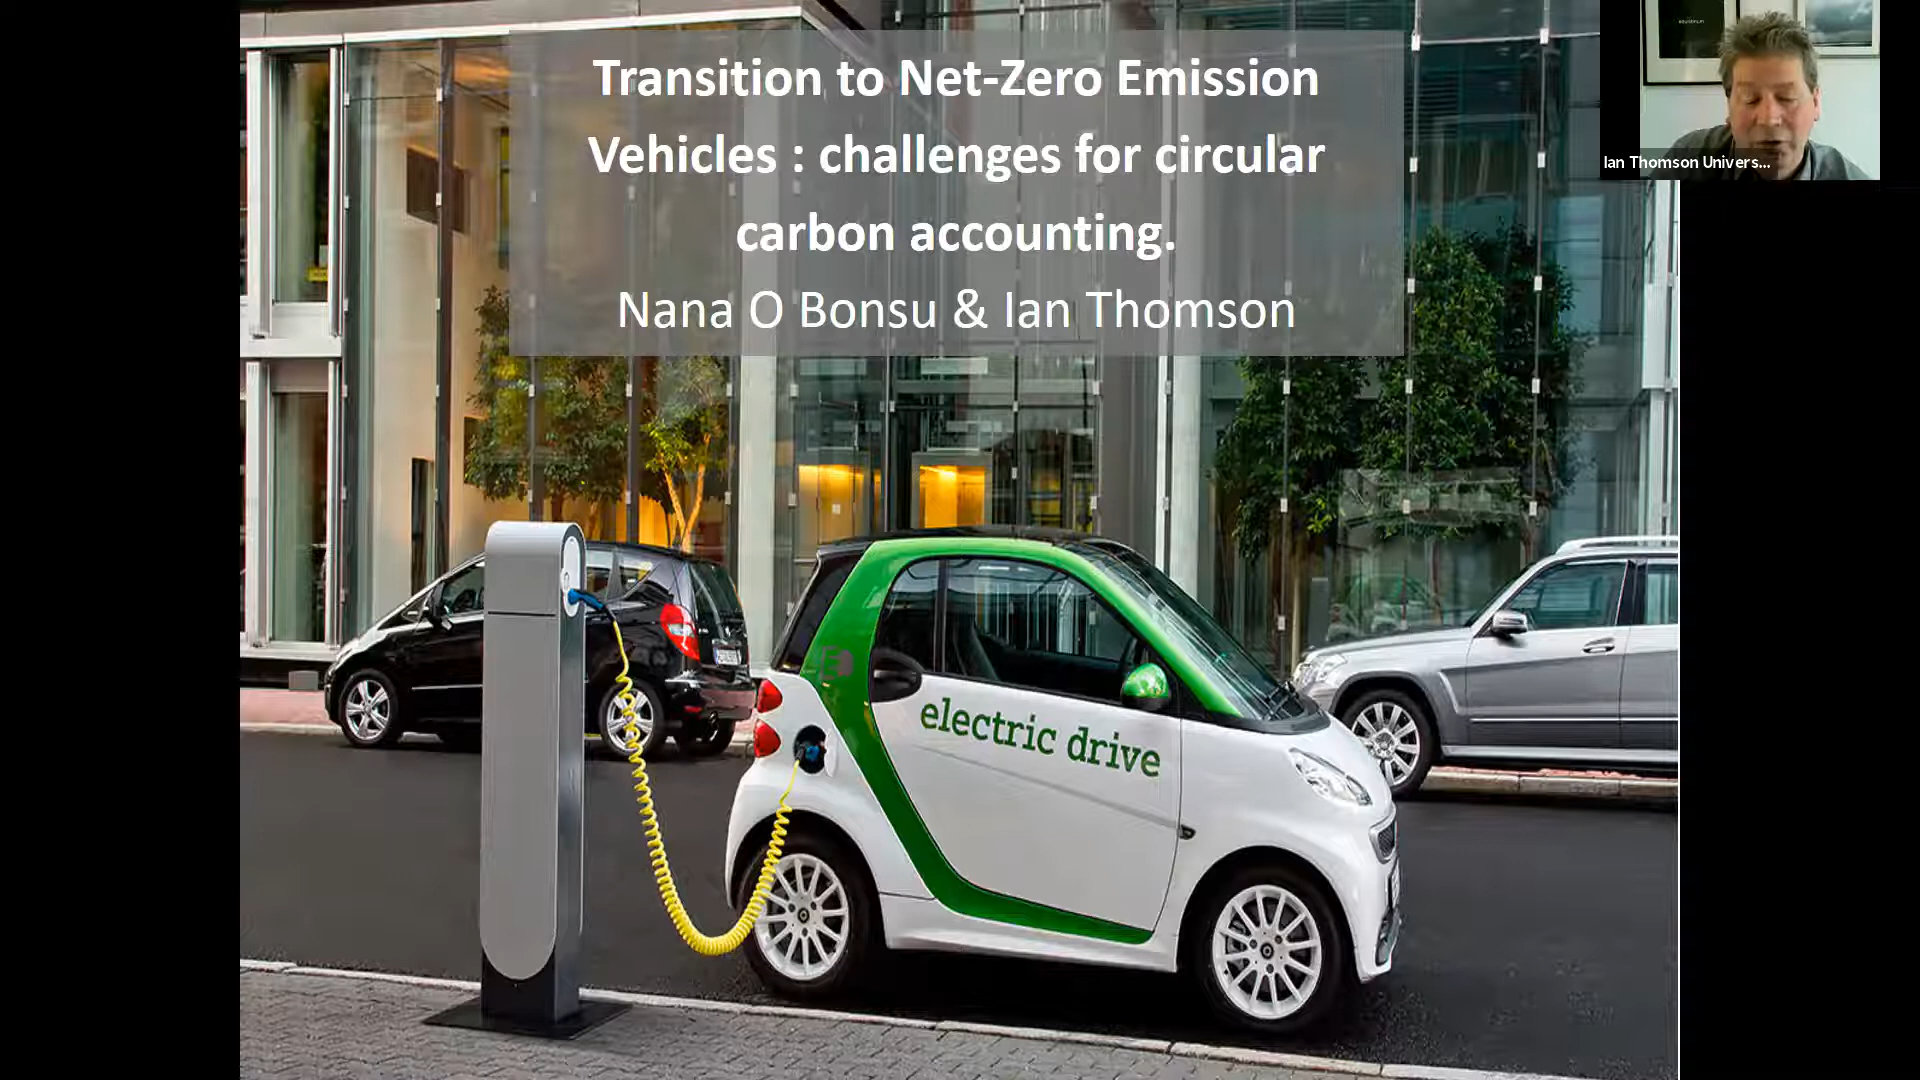 Transition to Net-Zero Emission
Vehicles : challenges for circular
carbon accounting.
Nana O Bonsu & Ian Thomson
Ian Thomson Univers...
electric drive